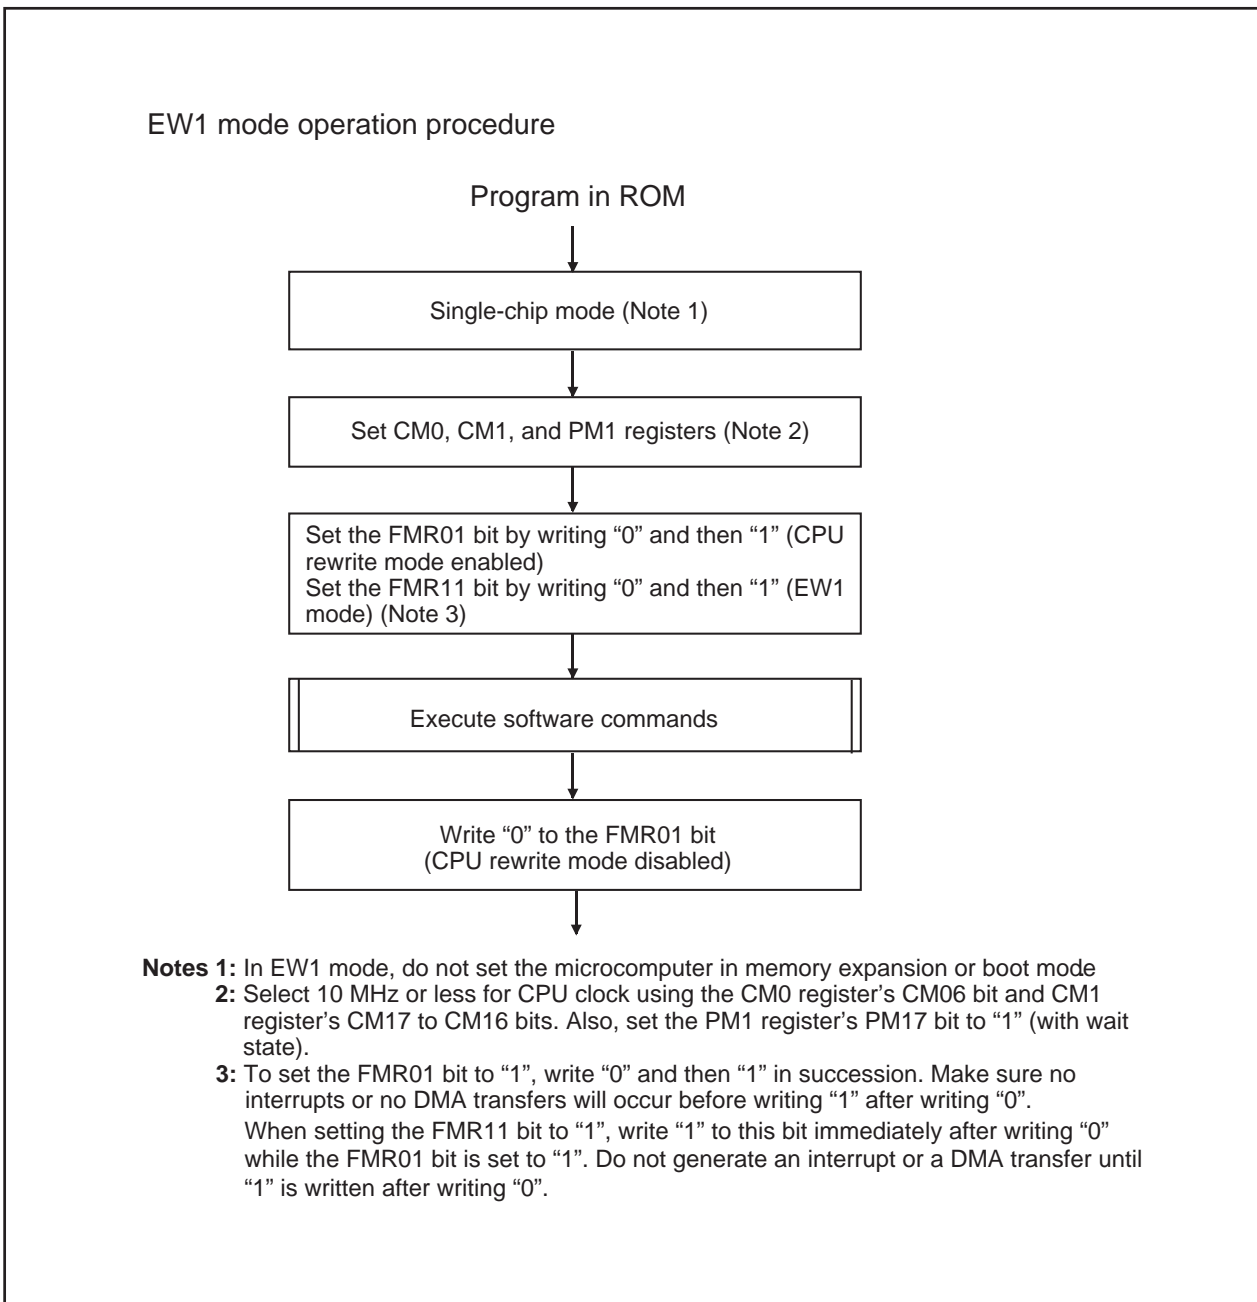 EW1 mode operation procedure
Program in ROM
Single-chip mode (Note 1)
Set CM0, CM1, and PM1 registers (Note 2)
Set the FMR01 bit by writing “0” and then “1” (CPU
rewrite mode enabled)
Set the FMR11 bit by writing “0” and then “1” (EW1
mode) (Note 3)
Execute software commands
Write “0” to the FMR01 bit
(CPU rewrite mode disabled)
Notes 1: In EW1 mode, do not set the microcomputer in memory expansion or boot mode
2: Select 10 MHz or less for CPU clock using the CM0 register’s CM06 bit and CM1
register’s CM17 to CM16 bits. Also, set the PM1 register’s PM17 bit to “1” (with wait
state).
3: To set the FMR01 bit to “1”, write “0” and then “1” in succession. Make sure no
interrupts or no DMA transfers will occur before writing “1” after writing “0”.
When setting the FMR11 bit to “1”, write “1” to this bit immediately after writing “0”
while the FMR01 bit is set to “1”. Do not generate an interrupt or a DMA transfer until
“1” is written after writing “0”.